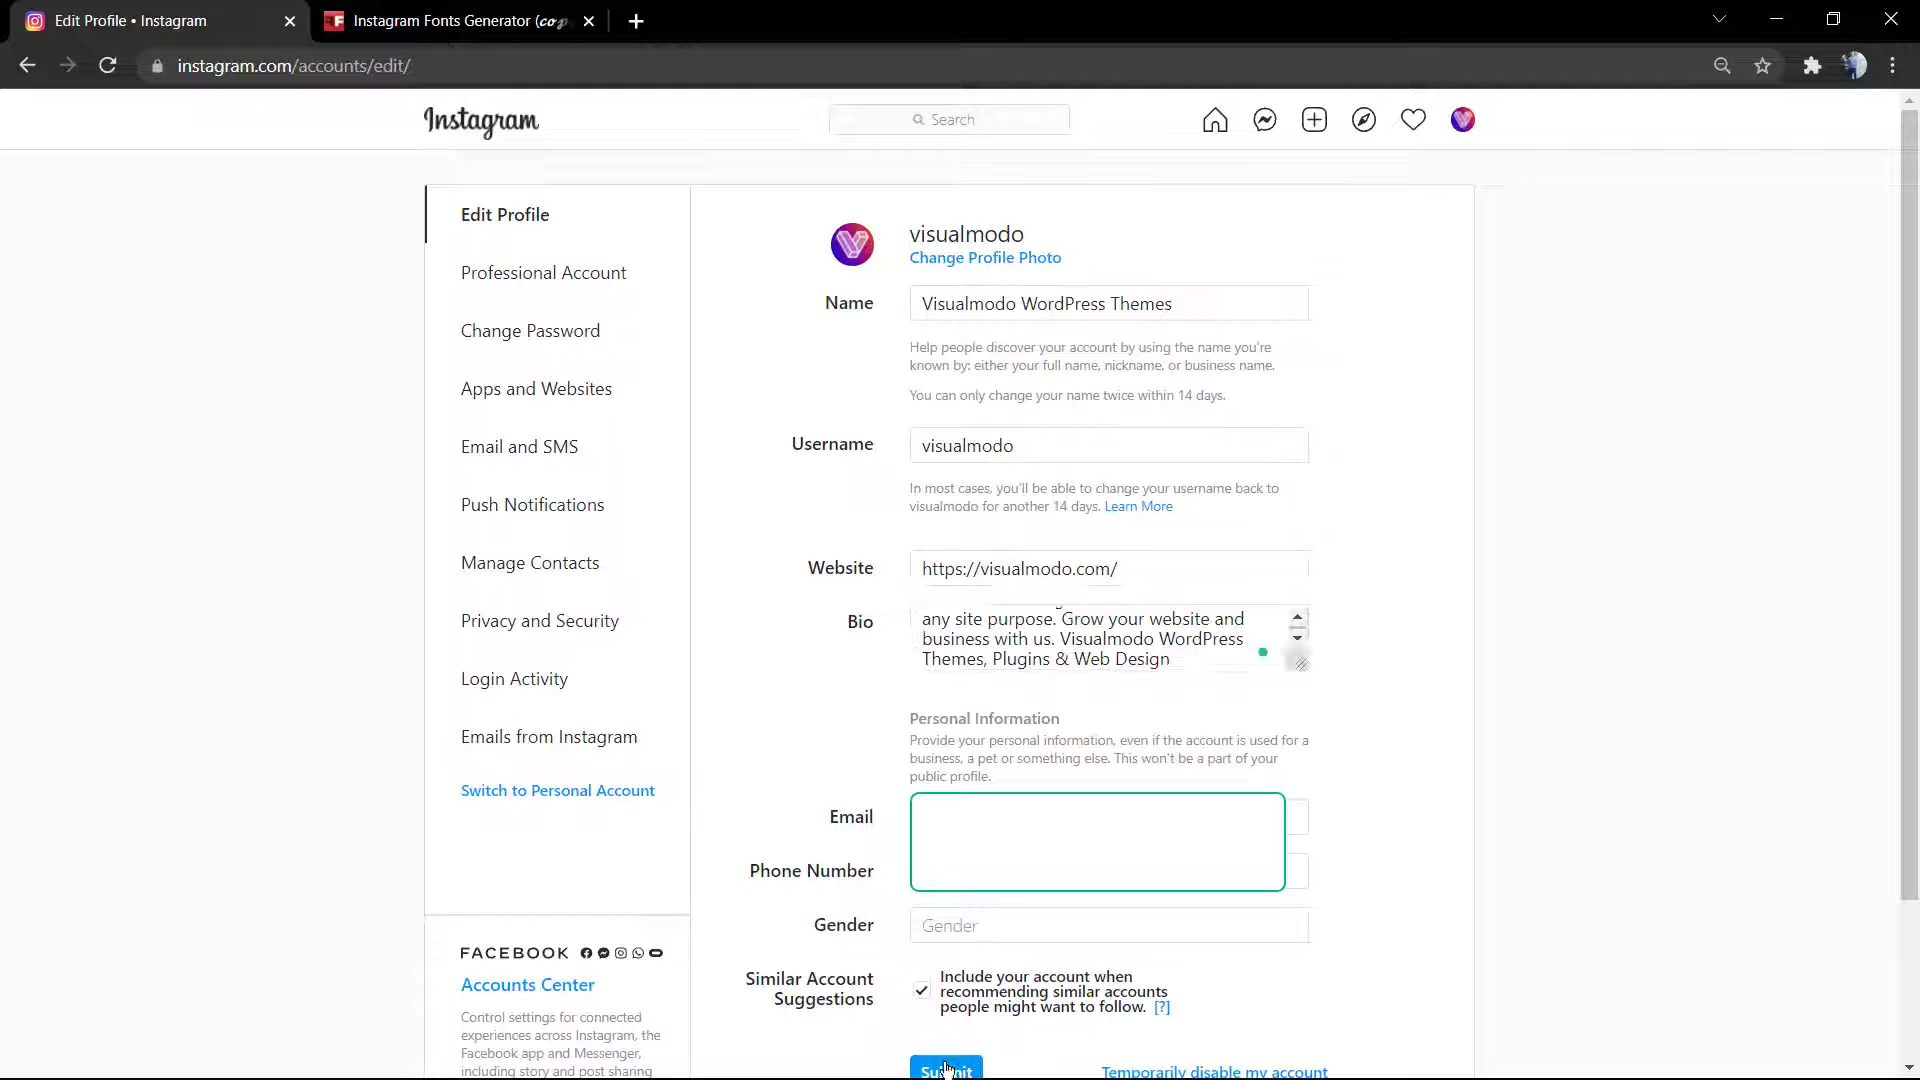 Edit Profile • Instagram
Instagram Fonts Generator (𝓬𝓸𝓹
instagram.com/accounts/edit/
Instagram
Search
Edit Profile
Professional Account
Change Password
Apps and Websites
Email and SMS
Push Notifications
Manage Contacts
Privacy and Security
Login Activity
Emails from Instagram
Switch to Personal Account
FACEBOOK
Accounts Center
Control settings for connected
experiences across Instagram, the
Facebook app and Messenger,
including story and post sharing
visualmodo
Change Profile Photo
Name
Visualmodo WordPress Themes
Help people discover your account by using the name you're
known by: either your full name, nickname, or business name.
You can only change your name twice within 14 days.
Username
visualmodo
In most cases, you'll be able to change your username back to
visualmodo for another 14 days. Learn More
Website
https://visualmodo.com/
Bio
any site purpose. Grow your website and
business with us. Visualmodo WordPress
Themes, Plugins & Web Design
Personal Information
Provide your personal information, even if the account is used for a
business, a pet or something else. This won't be a part of your
public profile.
Email
Phone Number
Gender
Gender
Similar Account
Suggestions
Include your account when
recommending similar accounts
people might want to follow. [?]
Submit
Temporarily disable my account